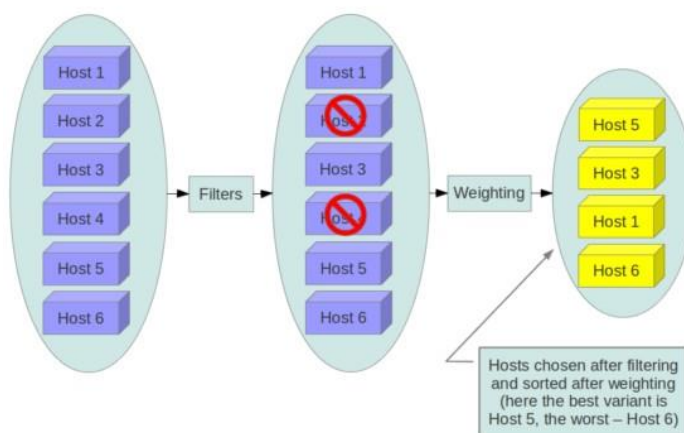 Host 1
Host 2
Host 3
Host 4
Host 5
Host 6
Filters
Host 1
Host 3
Host 5
Host 6
Weighting
Host 5
Host 3
Host 1
Host 6
Hosts chosen after filtering
and sorted after weighting
(here the best variant is
Host 5, the worst – Host 6)